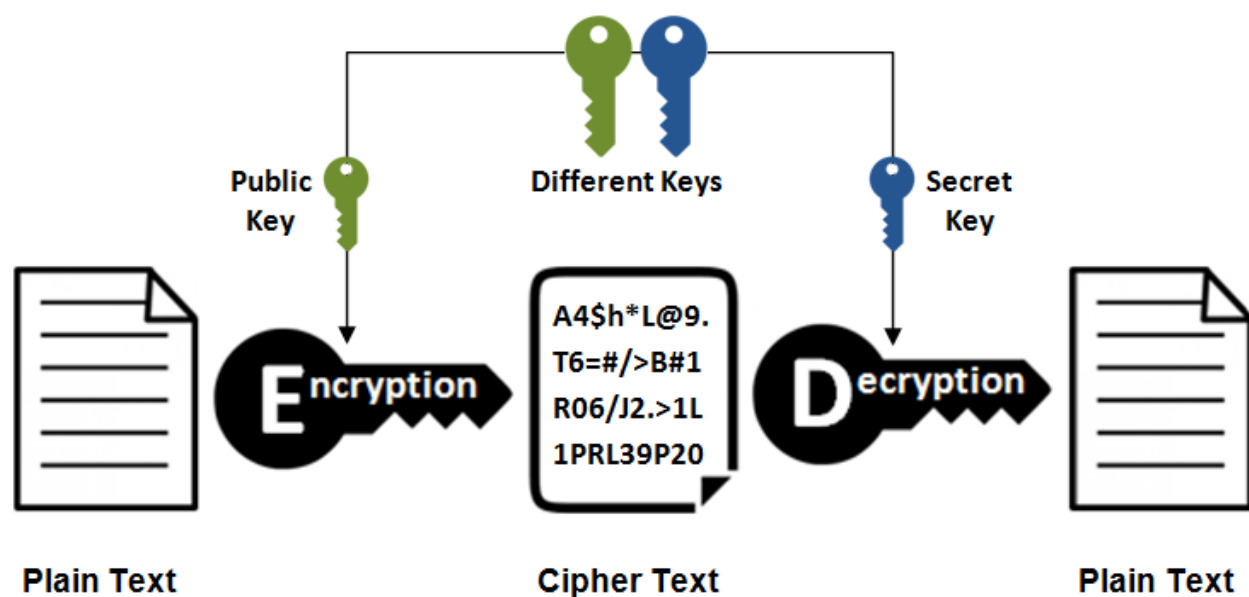 Public
Key
Different Keys
Secret
Key
Encryption
A4$h*L@9.
T6=#/>B#1
R06/J2.>1L
1PRL39P20
Decryption
Plain Text
Cipher Text
Plain Text